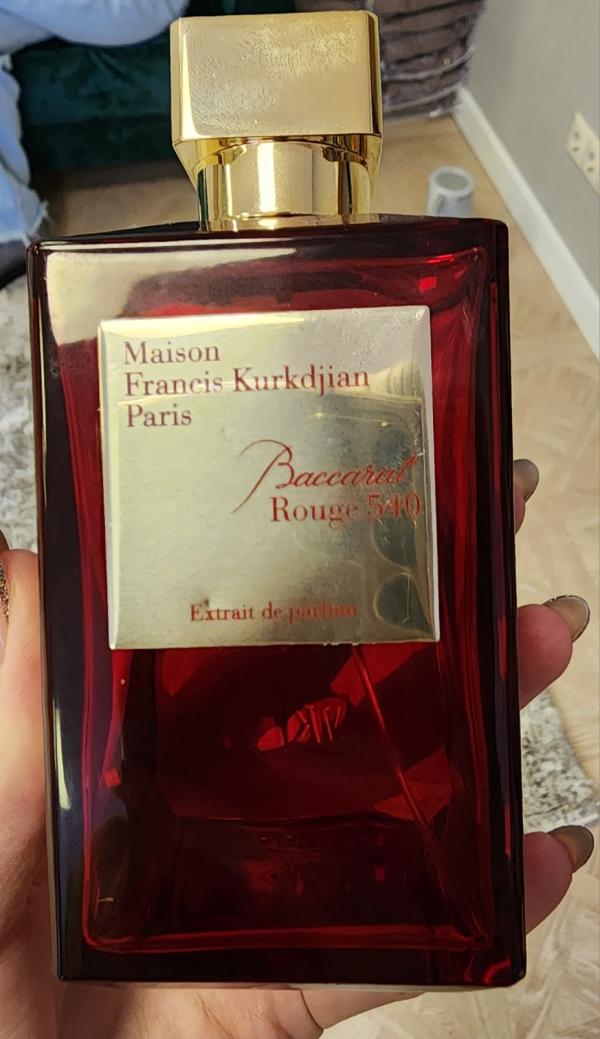 Maison
Francis Kurkdjian
Paris
Baccarat
Rouge 540
Extrait de parfum